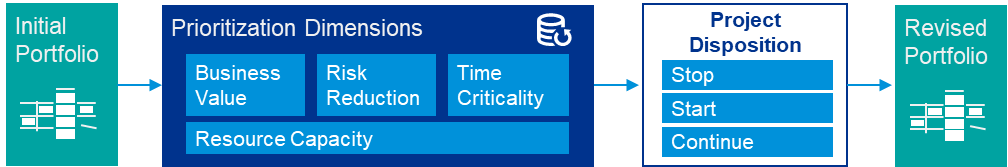 Initial
Portfolio
Prioritization Dimensions
Business
Value
Risk
Reduction
Time
Criticality
Resource Capacity
Project
Disposition
Stop
Start
Continue
Revised
Portfolio